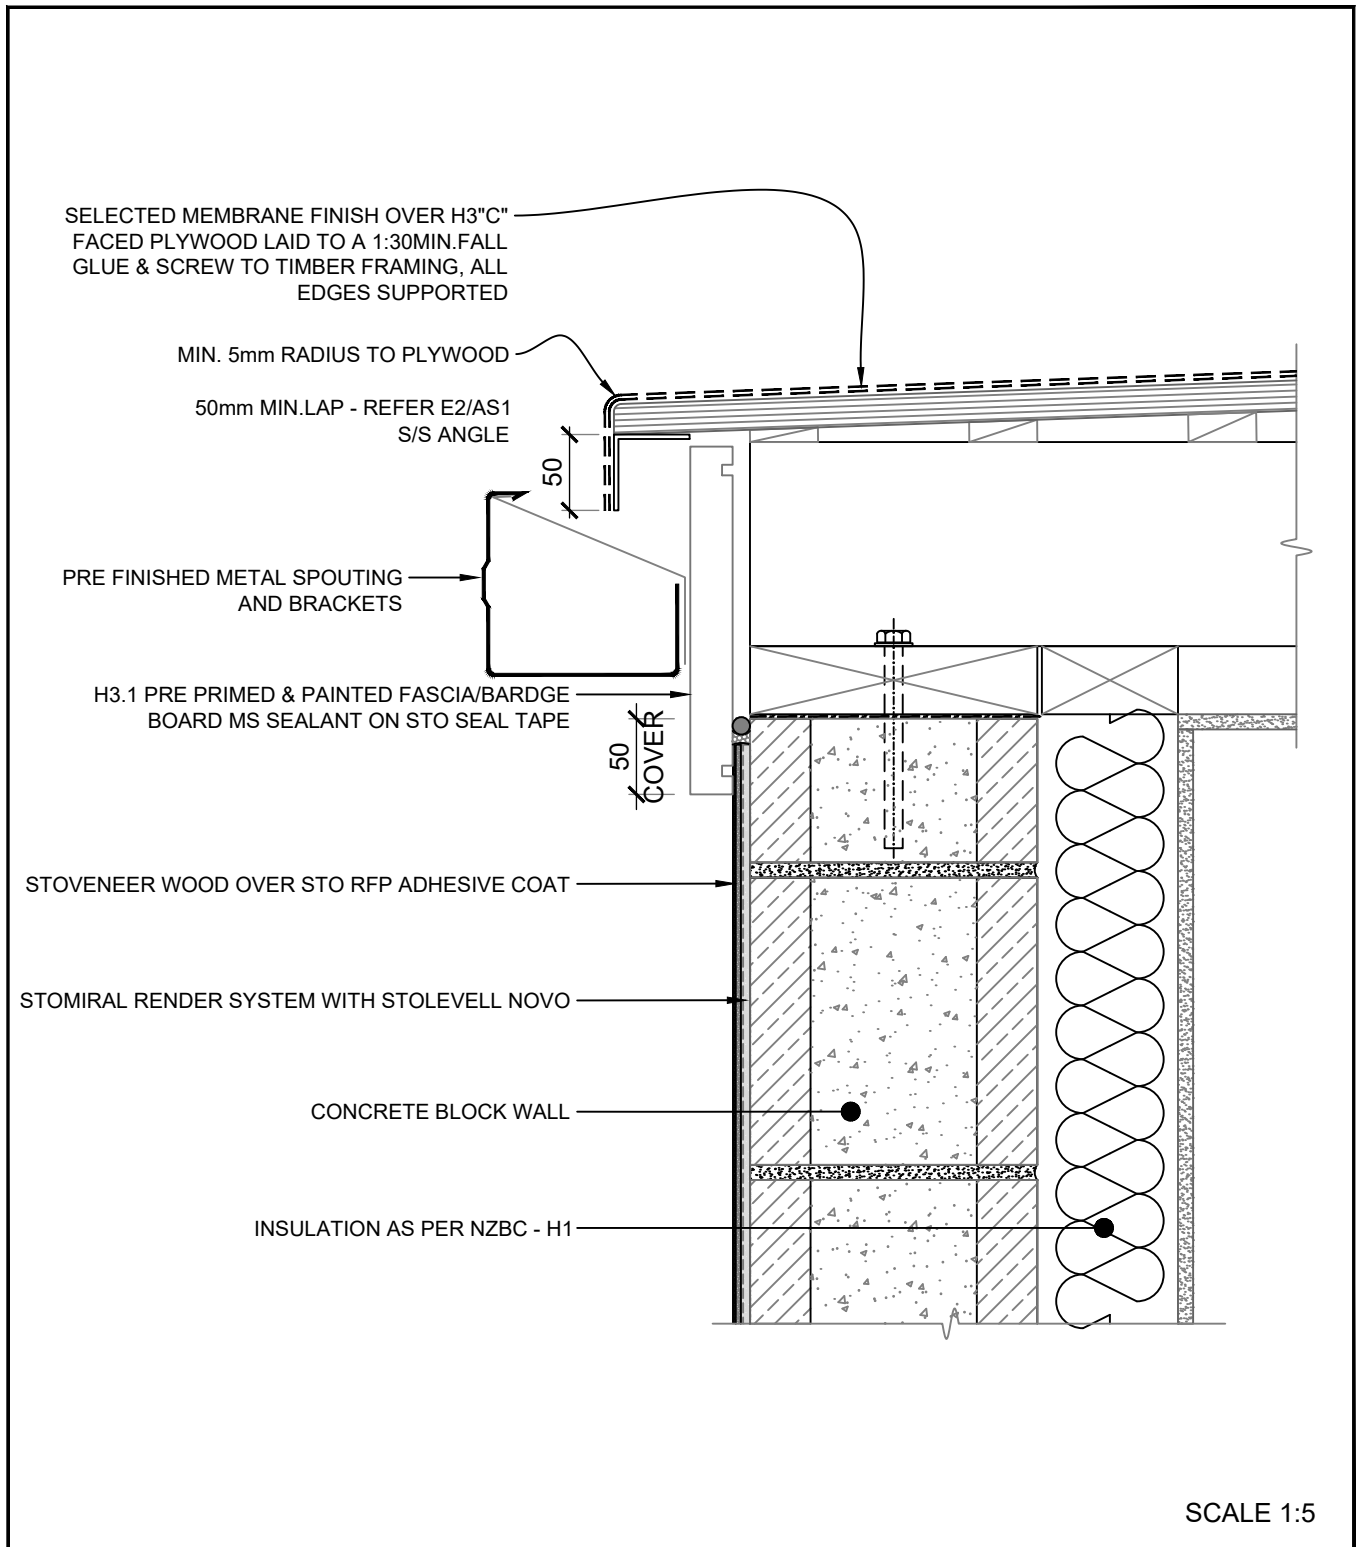 SELECTED MEMBRANE FINISH OVER H3"C"
FACED PLYWOOD LAID TO A 1:30MIN.FALL
GLUE & SCREW TO TIMBER FRAMING, ALL
EDGES SUPPORTED
MIN. 5mm RADIUS TO PLYWOOD
50mm MIN.LAP - REFER E2/AS1
S/S ANGLE
50
PRE FINISHED METAL SPOUTING
AND BRACKETS
H3.1 PRE PRIMED & PAINTED FASCIA/BARDGE
BOARD MS SEALANT ON STO SEAL TAPE
50
COVER
STOVENEER WOOD OVER STO RFP ADHESIVE COAT
STOMIRAL RENDER SYSTEM WITH STOLEVELL NOVO
CONCRETE BLOCK WALL
INSULATION AS PER NZBC - H1
SCALE 1:5